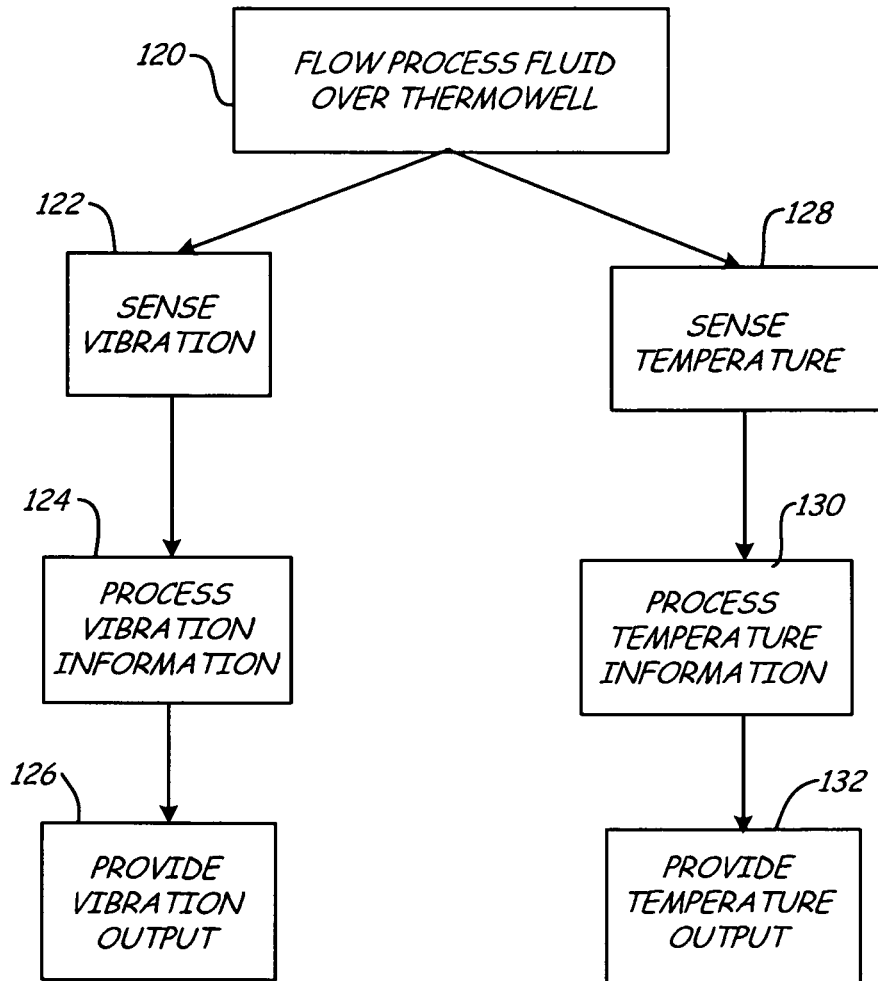 120
FLOW PROCESS FLUID
OVER THERMOWELL
122
SENSE
VIBRATION
128
SENSE
TEMPERATURE
124
PROCESS
VIBRATION
INFORMATION
130
PROCESS
TEMPERATURE
INFORMATION
126
PROVIDE
VIBRATION
OUTPUT
132
PROVIDE
TEMPERATURE
OUTPUT